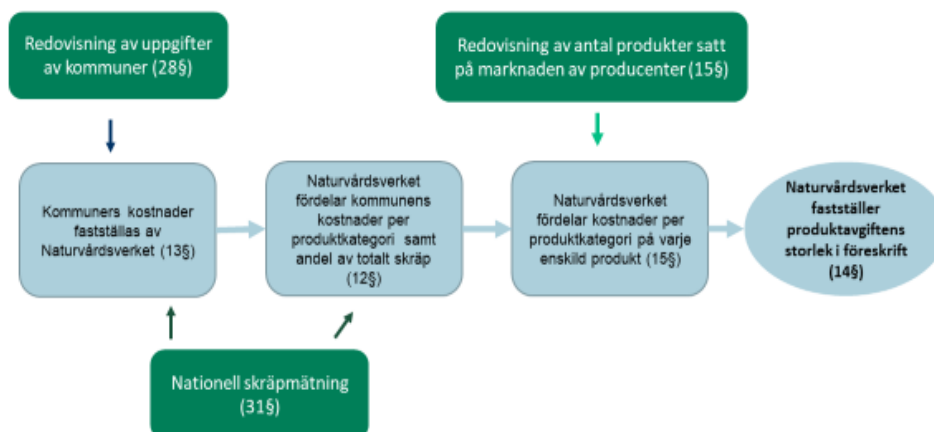 Redovisning av uppgifter
av kommuner (28§)
Redovisning av antal produkter satt
på marknaden av producenter (15§)
Kommuners kostnader
fastställas av
Naturvårdsverket (13§)
Naturvårdsverket
fördelar kommunens
kostnader per
produktkategori samt
andel av totalt skräp
(12§)
Naturvårdsverket
fördelar kostnader per
produktkategori på varje
enskild produkt (15§)
Naturvårdsverket
fastställer
produktavgiftens
storlek i föreskrift
(14§)
Nationell skräpmätning
(31§)